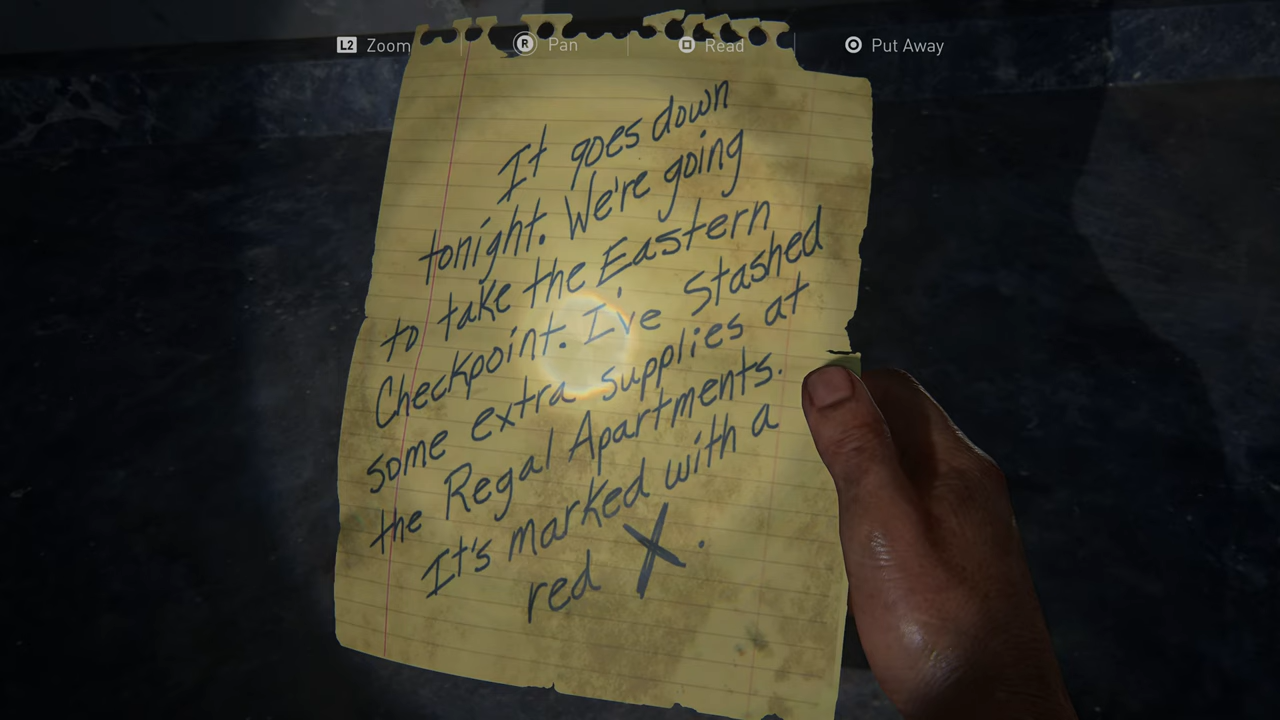 L2 Zoom R Pan Read Put Away
It goes down
tonight. We're going
to take the Eastern
Checkpoint. I've Stashed
some extra supplies at
the Regal Apartments.
It's marked with a
red X.